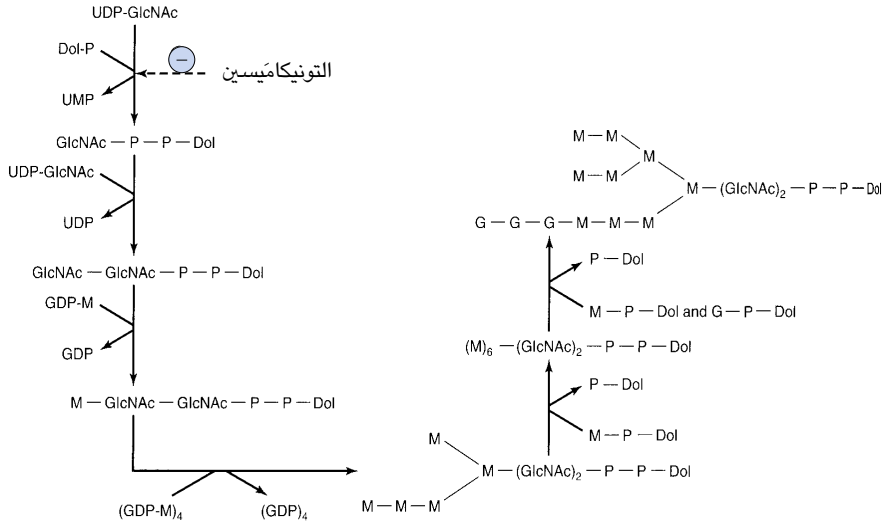 UDP-GlcNAc
Dol-P
−
التونيكامَيسين
UMP
GlcNAc — P — P — Dol
UDP-GlcNAc
UDP
GlcNAc — GlcNAc — P — P — Dol
GDP-M
GDP
M — GlcNAc — GlcNAc — P — P — Dol
(GDP-M)₄
(GDP)₄
M
M — (GlcNAc)₂ — P — P — Dol
M — M — M
M — P — Dol
P — Dol
(M)₆ — (GlcNAc)₂ — P — P — Dol
M — P — Dol and G — P — Dol
P — Dol
M — M
M
M — M
M — (GlcNAc)₂ — P — P — Dol
G — G — G — M — M — M